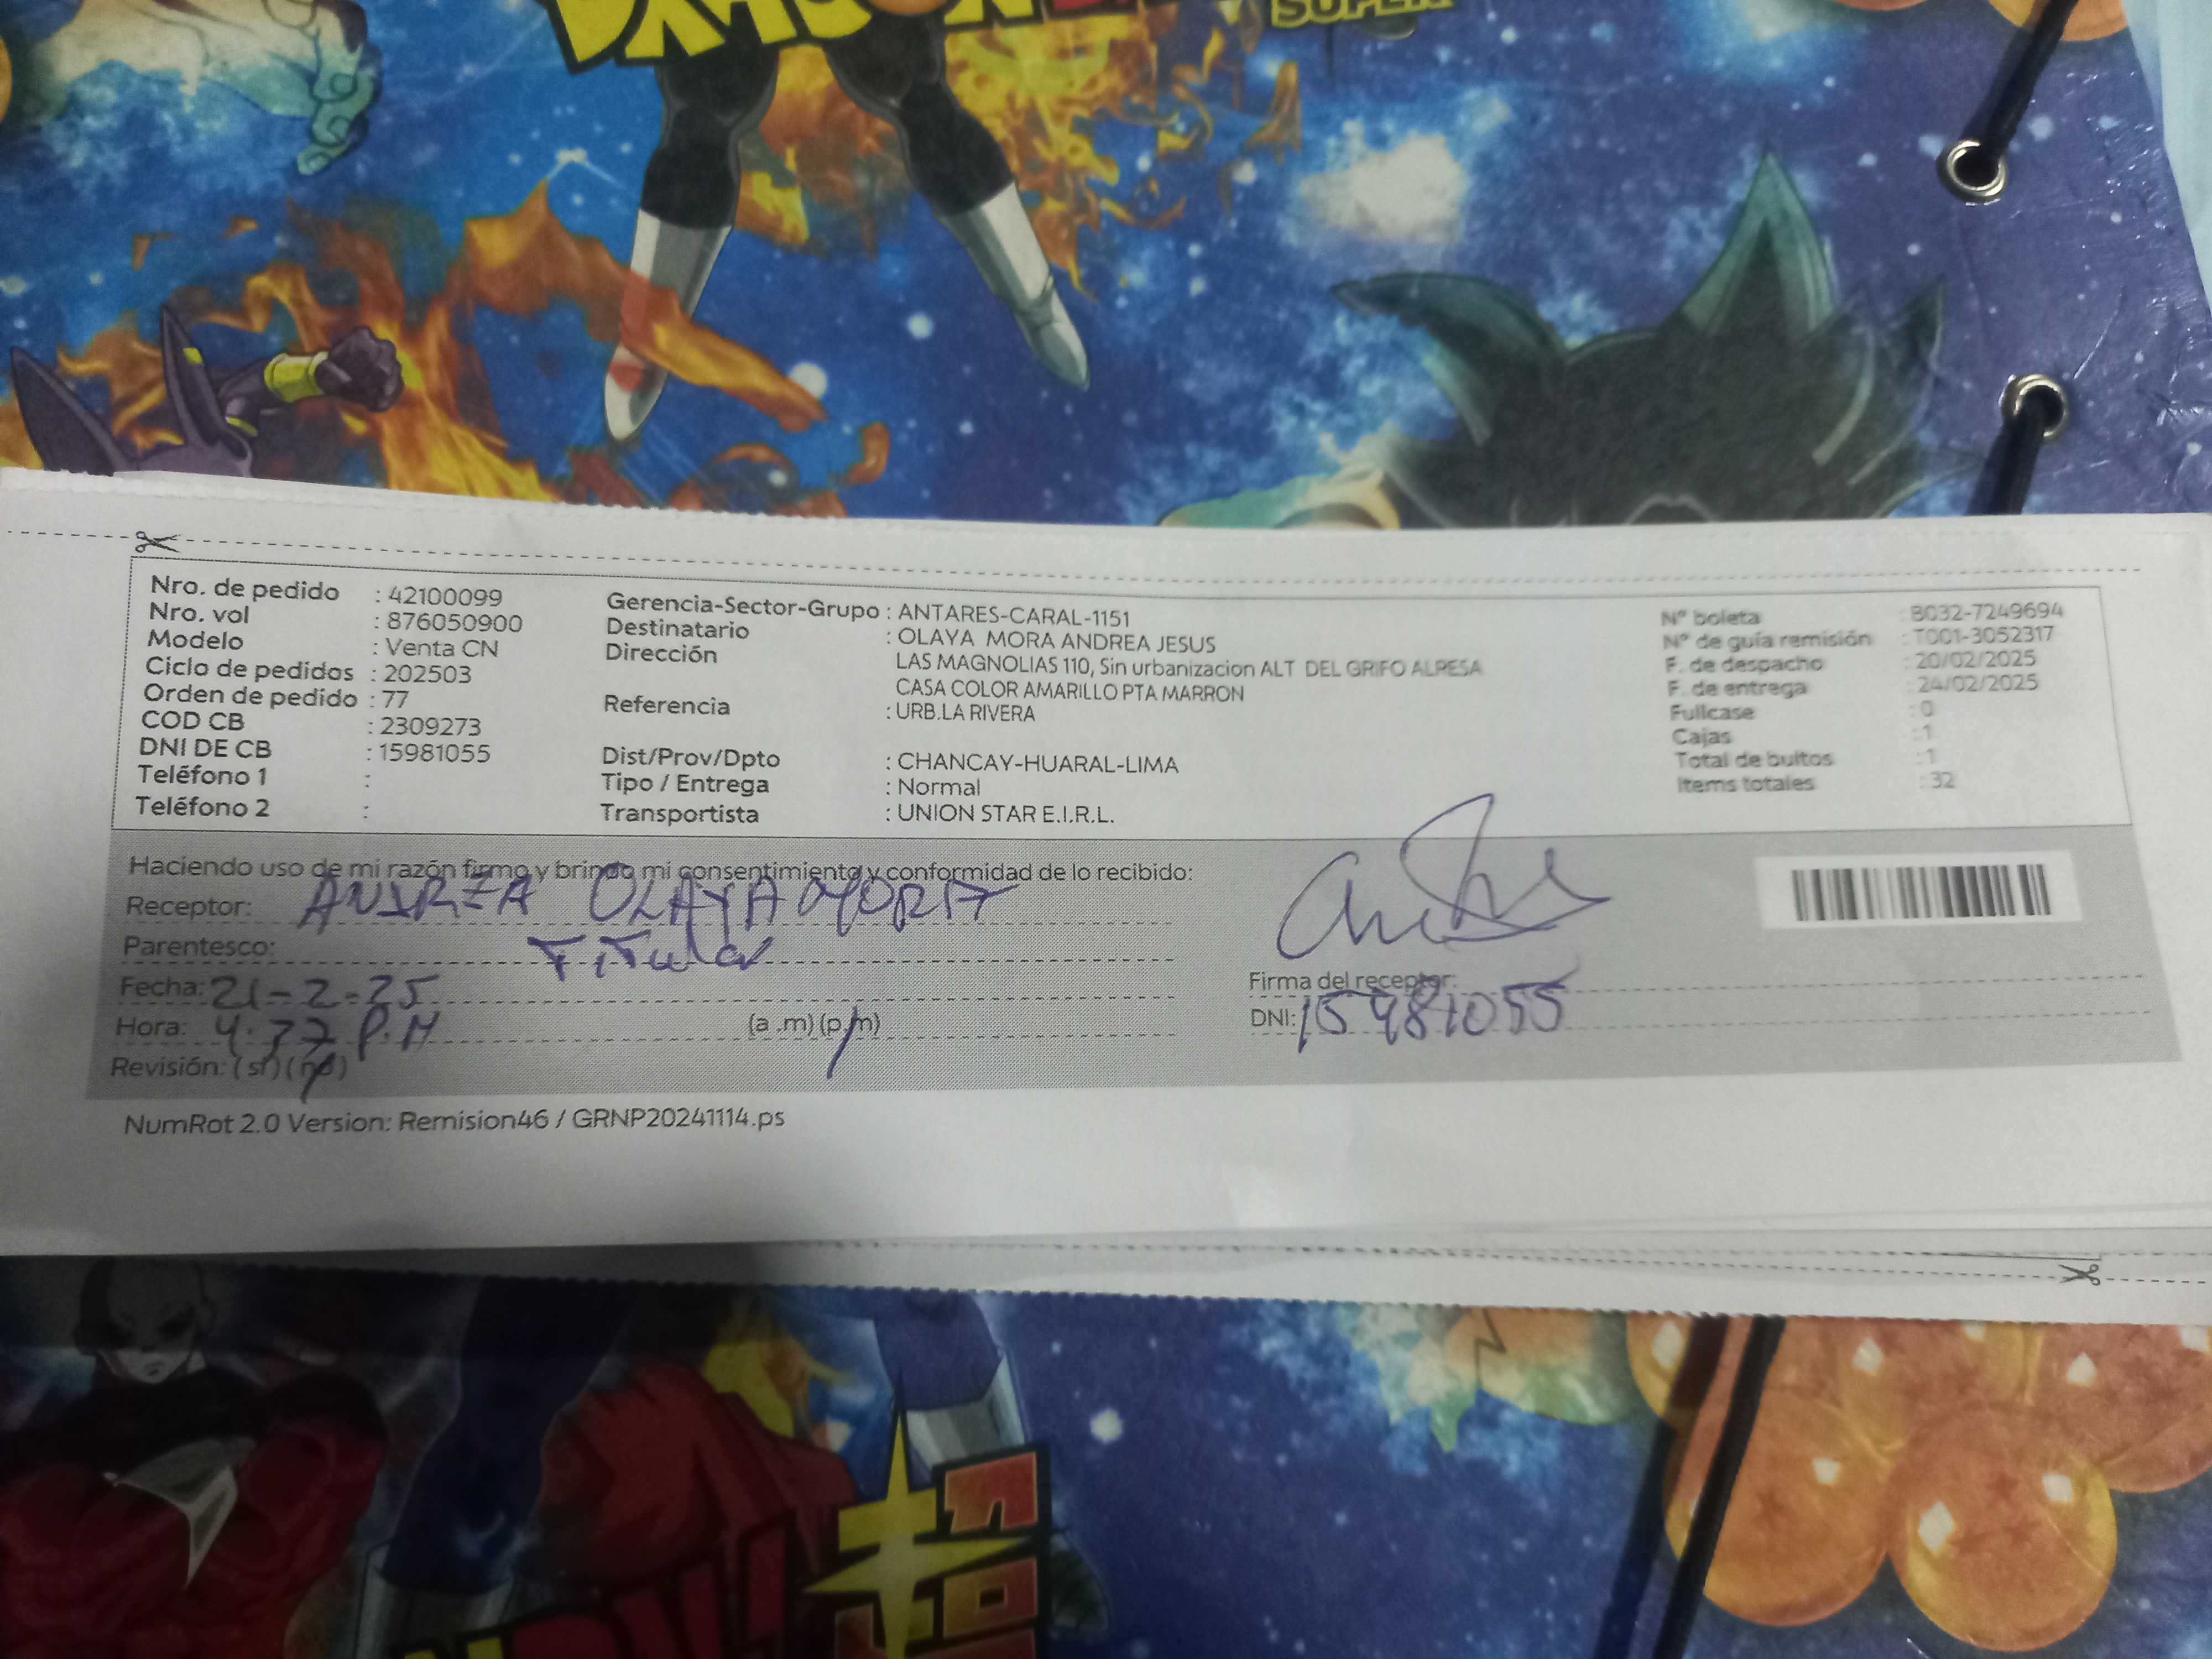 SUPER
Nro. de pedido : 42100099
Nro. vol : 876050900
Modelo : Venta CN
Ciclo de pedidos : 202503
Orden de pedido : 77
COD CB : 2309273
DNI DE CB : 15981055
Teléfono 1 :
Teléfono 2 :
Gerencia-Sector-Grupo : ANTARES-CARAL-1151
Destinatario : OLAYA MORA ANDREA JESUS
Dirección LAS MAGNOLIAS 110, Sin urbanizacion ALT DEL GRIFO ALPESA
CASA COLOR AMARILLO PTA MARRON
Referencia : URB.LA RIVERA
Dist/Prov/Dpto : CHANCAY-HUARAL-LIMA
Tipo / Entrega : Normal
Transportista : UNION STAR E.I.R.L.
Nº boleta : B032-7249694
Nº de guía remisión : T001-3052317
F. de despacho : 20/02/2025
F. de entrega : 24/02/2025
Fullcase : 0
Cajas : 1
Total de bultos : 1
Items totales : 32
Haciendo uso de mi razón firmo y brindo mi consentimiento y conformidad de lo recibido:
Receptor: ANDREA OLAYA MORA
Parentesco: Titular
Fecha: 21-2-25
Hora: P.M (a .m) (p.m)
Revisión: (si) (no)
Firma del receptor:
DNI: 15981055
NumRot 2.0 Version: Remision46 / GRNP20241114.ps